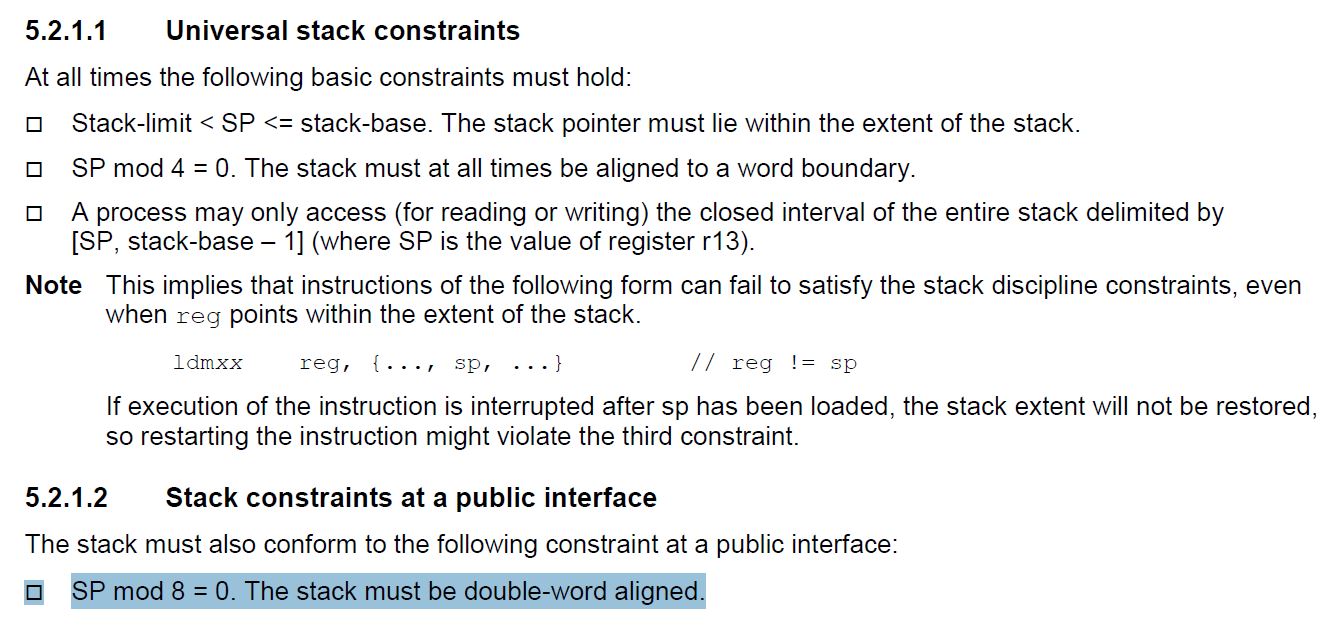 5.2.1.1 Universal stack constraints
At all times the following basic constraints must hold:
□ Stack-limit < SP <= stack-base. The stack pointer must lie within the extent of the stack.
□ SP mod 4 = 0. The stack must at all times be aligned to a word boundary.
□ A process may only access (for reading or writing) the closed interval of the entire stack delimited by
[SP, stack-base – 1] (where SP is the value of register r13).
Note This implies that instructions of the following form can fail to satisfy the stack discipline constraints, even
when reg points within the extent of the stack.
ldmxx reg, {..., sp, ...} // reg != sp
If execution of the instruction is interrupted after sp has been loaded, the stack extent will not be restored,
so restarting the instruction might violate the third constraint.
5.2.1.2 Stack constraints at a public interface
The stack must also conform to the following constraint at a public interface:
□ SP mod 8 = 0. The stack must be double-word aligned.